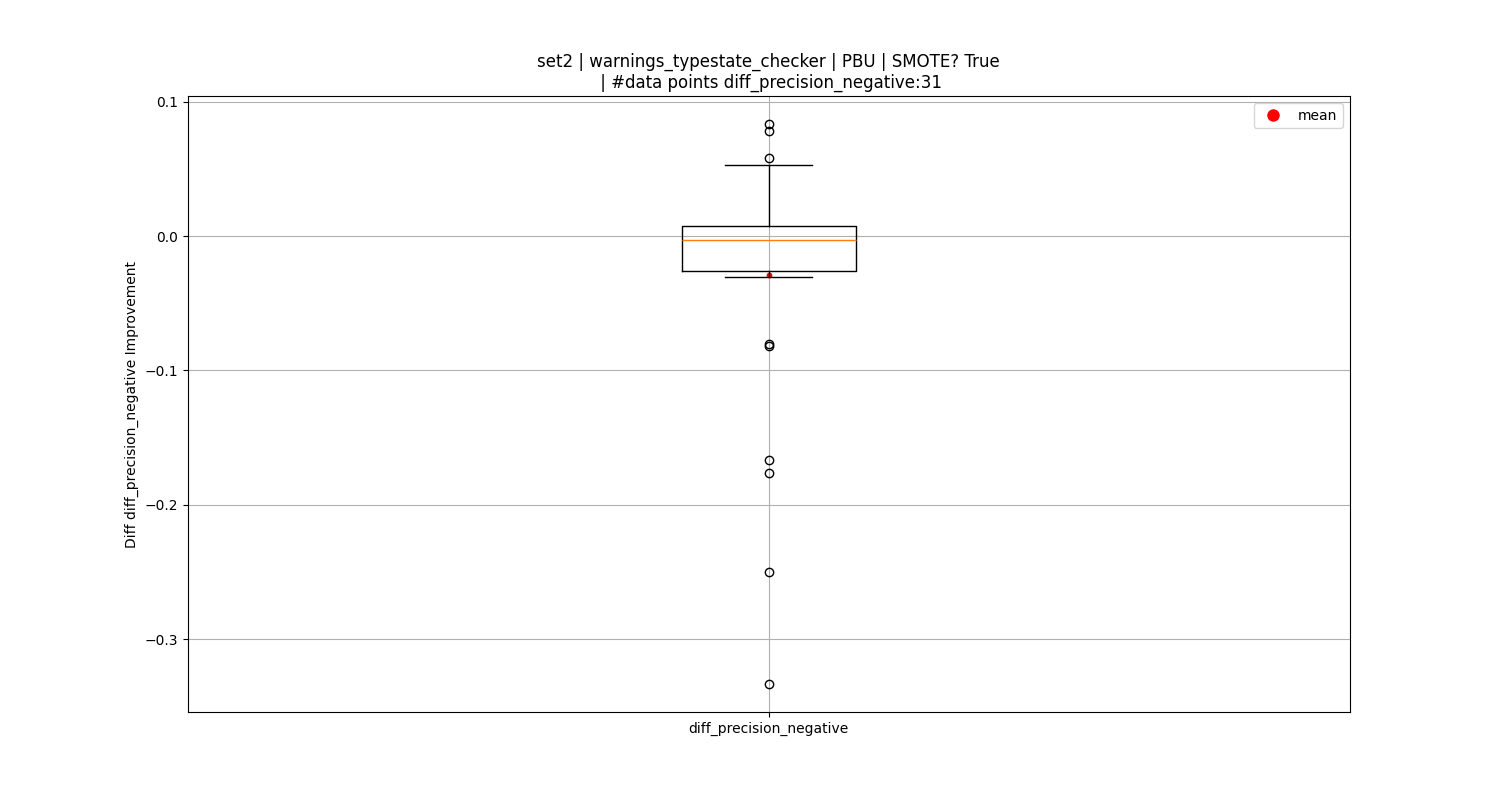 set2 | warnings_typestate_checker | PBU | SMOTE? True
| #data points diff_precision_negative:31
mean
0.1
0.0
−0.1
−0.2
−0.3
Diff diff_precision_negative Improvement
diff_precision_negative